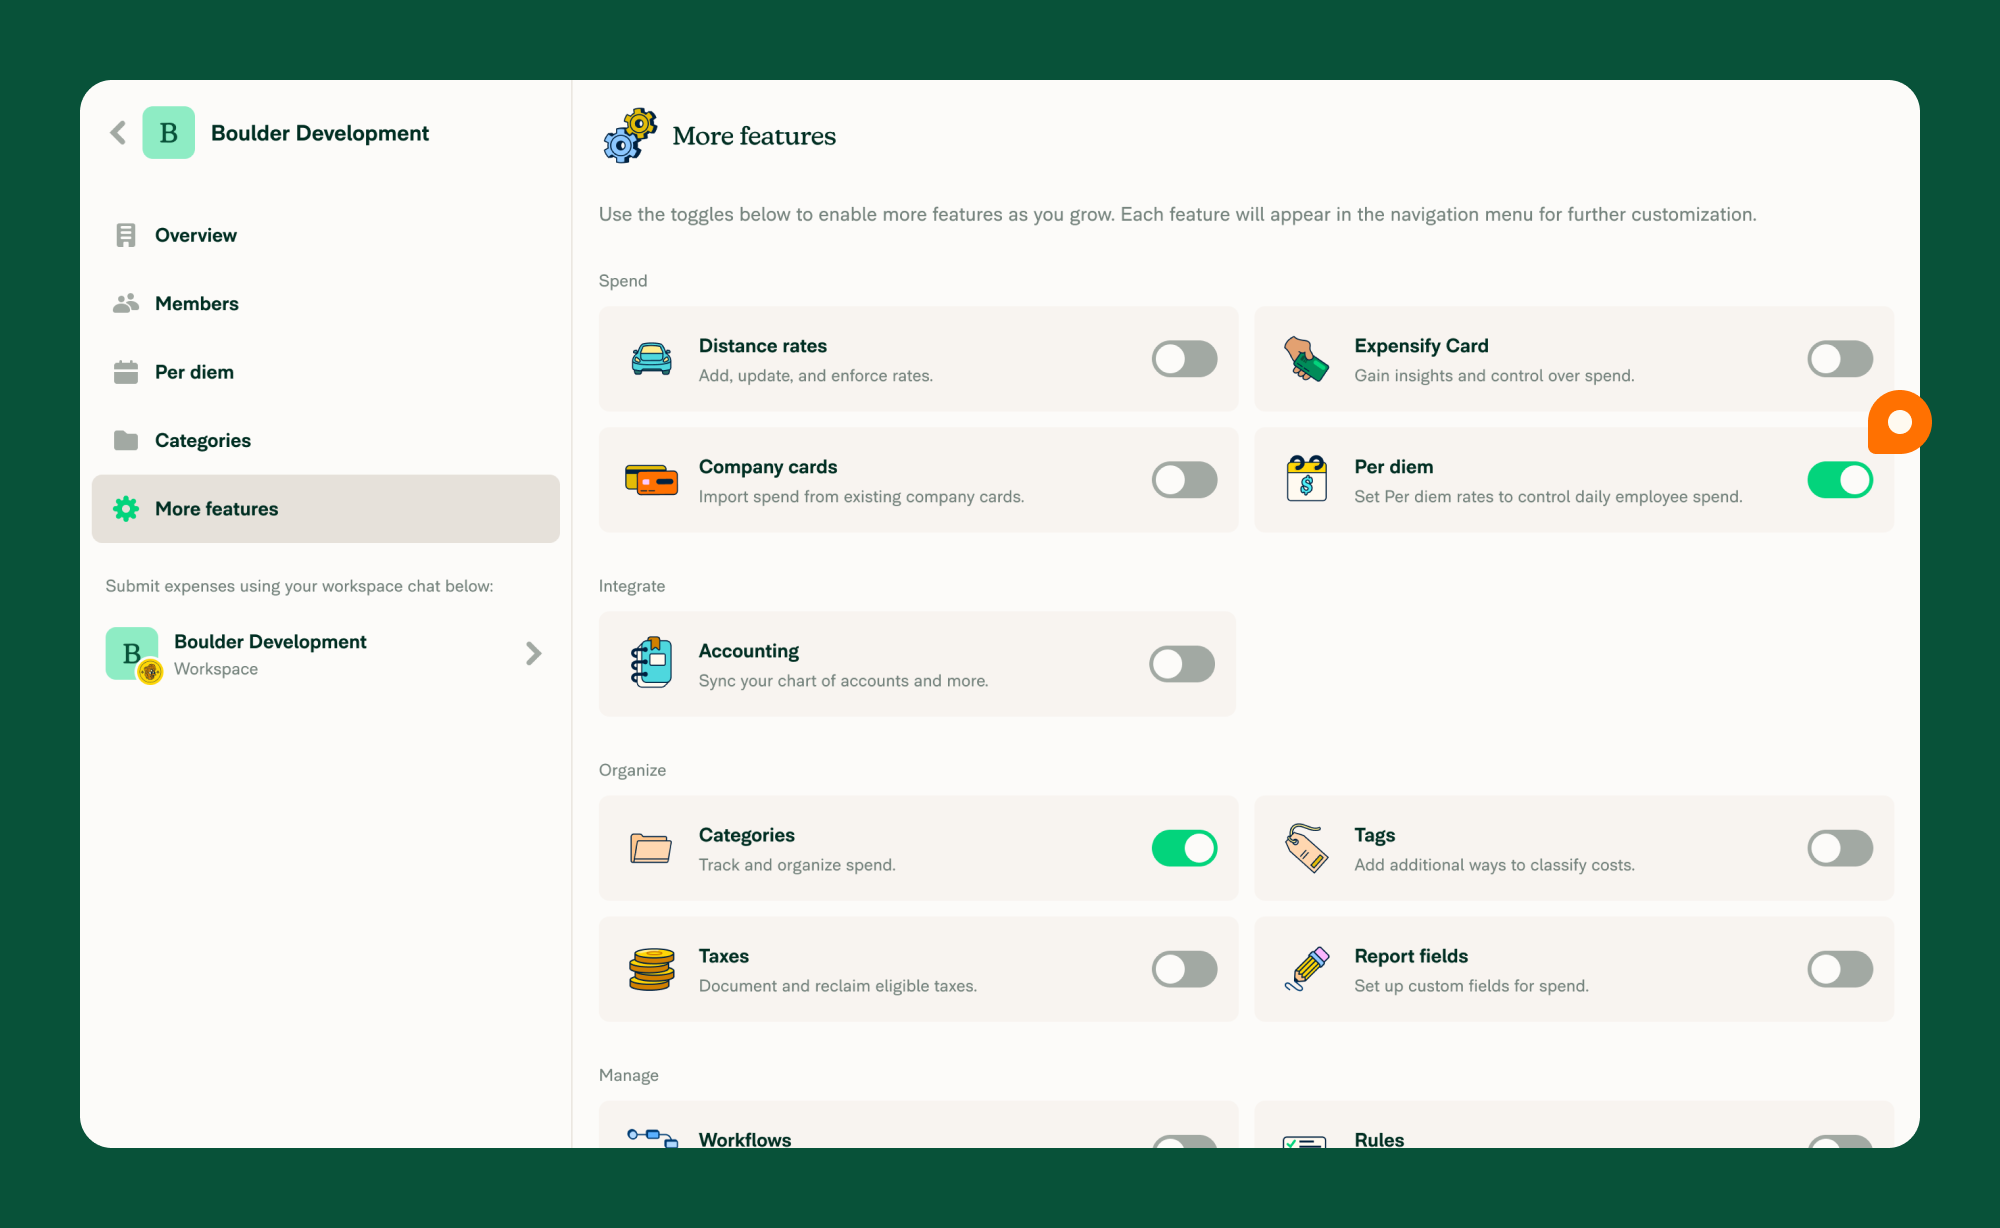 B Boulder Development
Overview
Members
Per diem
Categories
More features
Submit expenses using your workspace chat below:
B
Boulder Development
Workspace
More features
Use the toggles below to enable more features as you grow. Each feature will appear in the navigation menu for further customization.
Spend
Distance rates
Add, update, and enforce rates.
Expensify Card
Gain insights and control over spend.
Company cards
Import spend from existing company cards.
$
Per diem
Set Per diem rates to control daily employee spend.
Integrate
Accounting
Sync your chart of accounts and more.
Organize
Categories
Track and organize spend.
Tags
Add additional ways to classify costs.
Taxes
Document and reclaim eligible taxes.
Report fields
Set up custom fields for spend.
Manage
Workflows
Rules